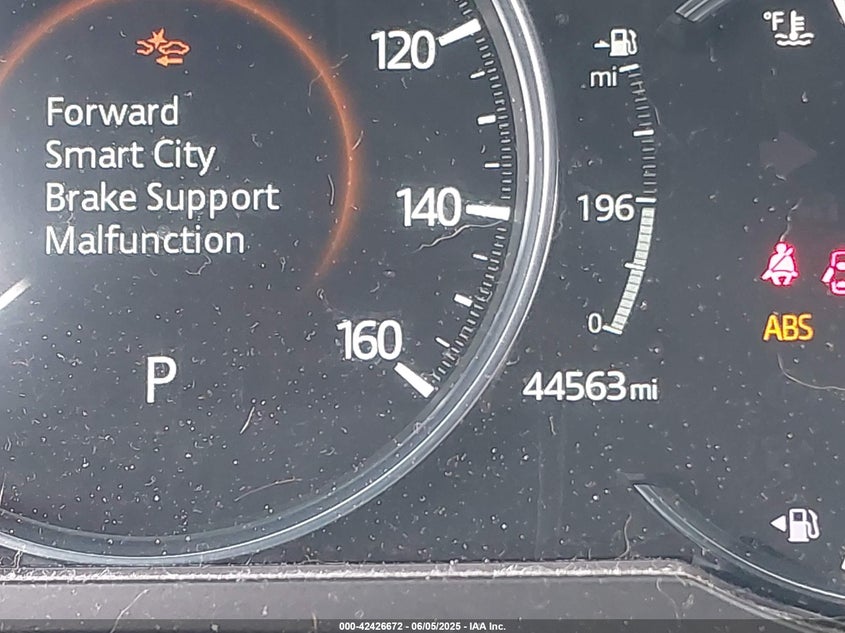 120
°F
mi
Forward
Smart City
Brake Support
Malfunction
140
196
160
0
ABS
P
44563mi
000-42426672 - 06/05/2025 - IAA Inc.